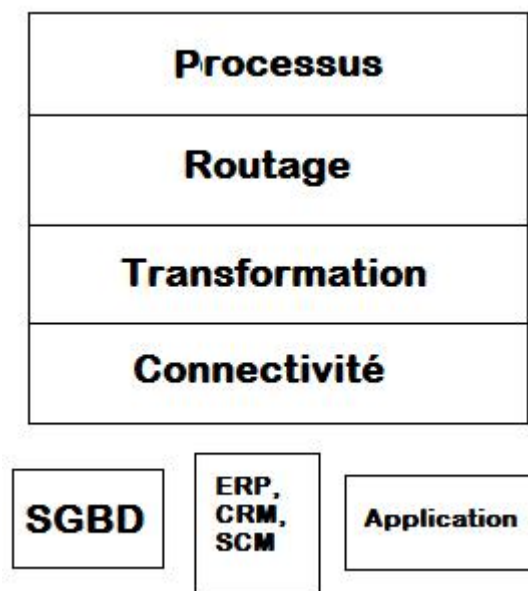 Processus
Routage
Transformation
Connectivité
SGBD
ERP,
CRM,
SCM
Application